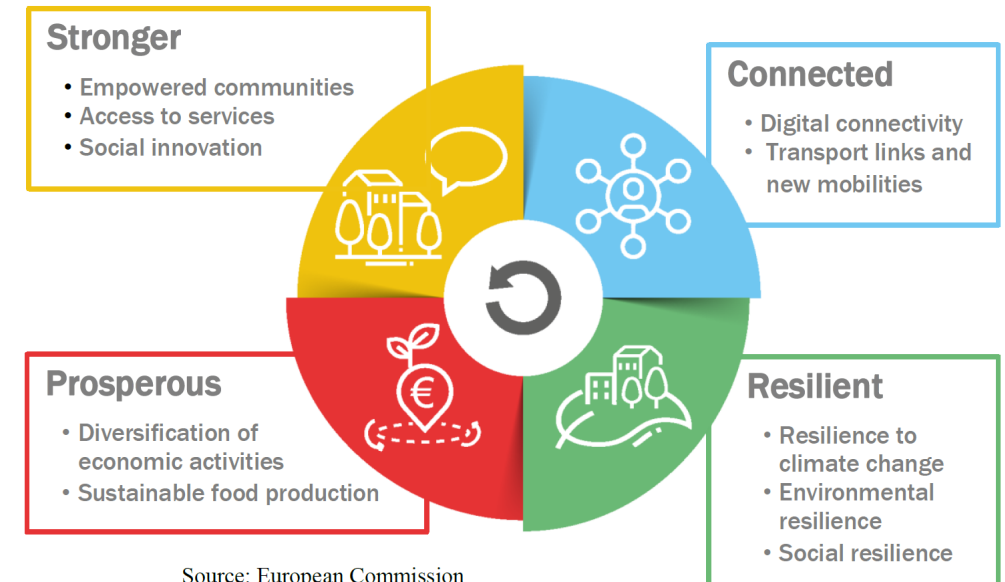 Stronger
• Empowered communities
• Access to services
• Social innovation
Connected
• Digital connectivity
• Transport links and
new mobilities
€
Prosperous
• Diversification of
economic activities
• Sustainable food production
Resilient
• Resilience to
climate change
• Environmental
resilience
• Social resilience
Source: European Commission